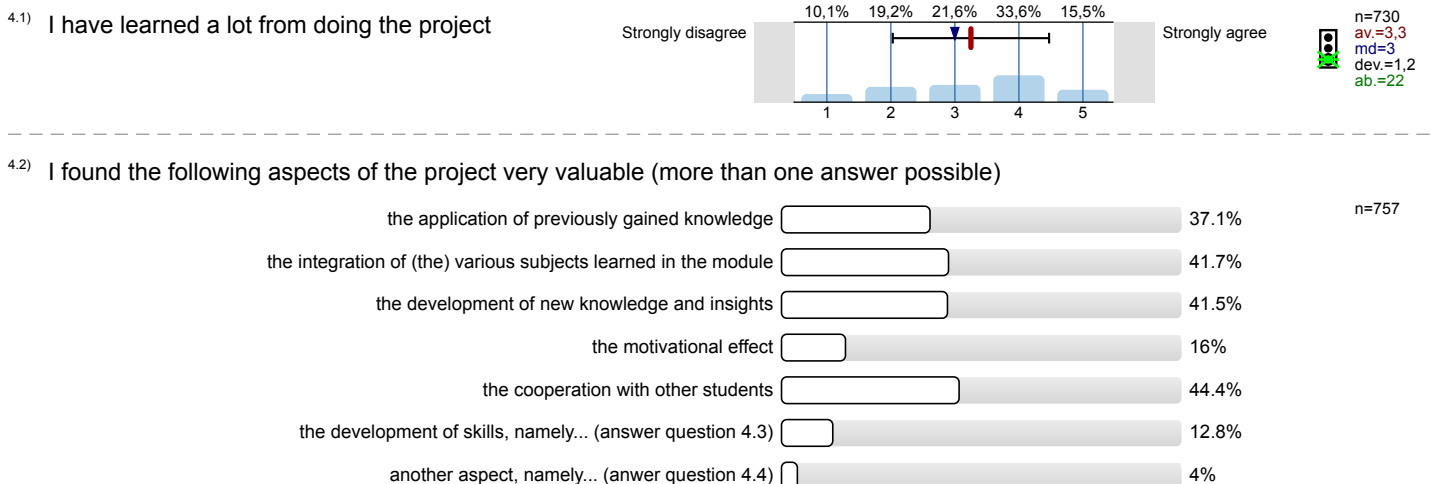 4.1) I have learned a lot from doing the project
10,1% 19,2% 21,6% 33,6% 15,5%
Strongly disagree
Strongly agree
1 2 3 4 5
n=730
av.=3,3
md=3
dev.=1,2
ab.=22
4.2) I found the following aspects of the project very valuable (more than one answer possible)
n=757
the application of previously gained knowledge 37.1%
the integration of (the) various subjects learned in the module 41.7%
the development of new knowledge and insights 41.5%
the motivational effect 16%
the cooperation with other students 44.4%
the development of skills, namely... (answer question 4.3) 12.8%
another aspect, namely... (anwer question 4.4) 4%